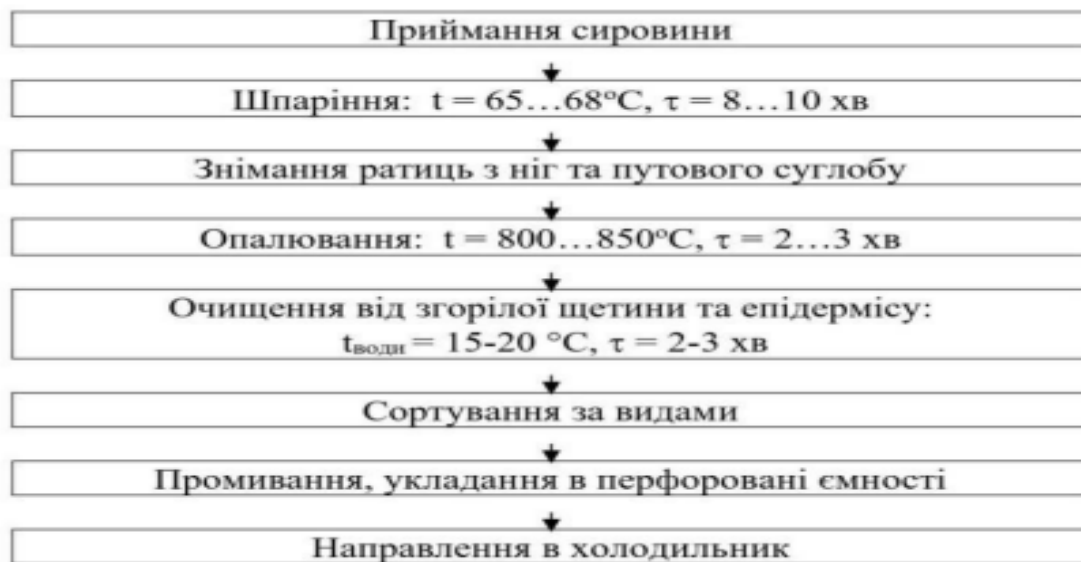 Приймання сировини
Шпаріння: t = 65…68°С, τ = 8…10 хв
Знімання ратиць з ніг та путового суглобу
Опалювання: t = 800…850°С, τ = 2…3 хв
Очищення від згорілої щетини та епідермісу:
tводи = 15-20 °С, τ = 2-3 хв
Сортування за видами
Промивання, укладання в перфоровані ємності
Направлення в холодильник